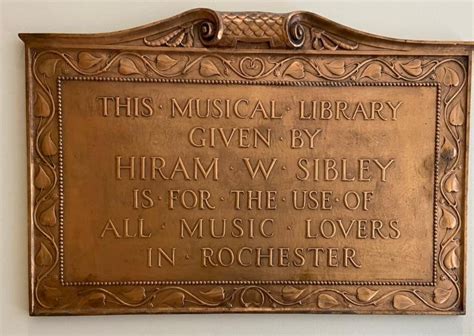 THIS · MUSICAL · LIBRARY
GIVEN · BY
HIRAM · W · SIBLEY
IS · FOR · THE · USE · OF
ALL · MUSIC · LOVERS
IN · ROCHESTER